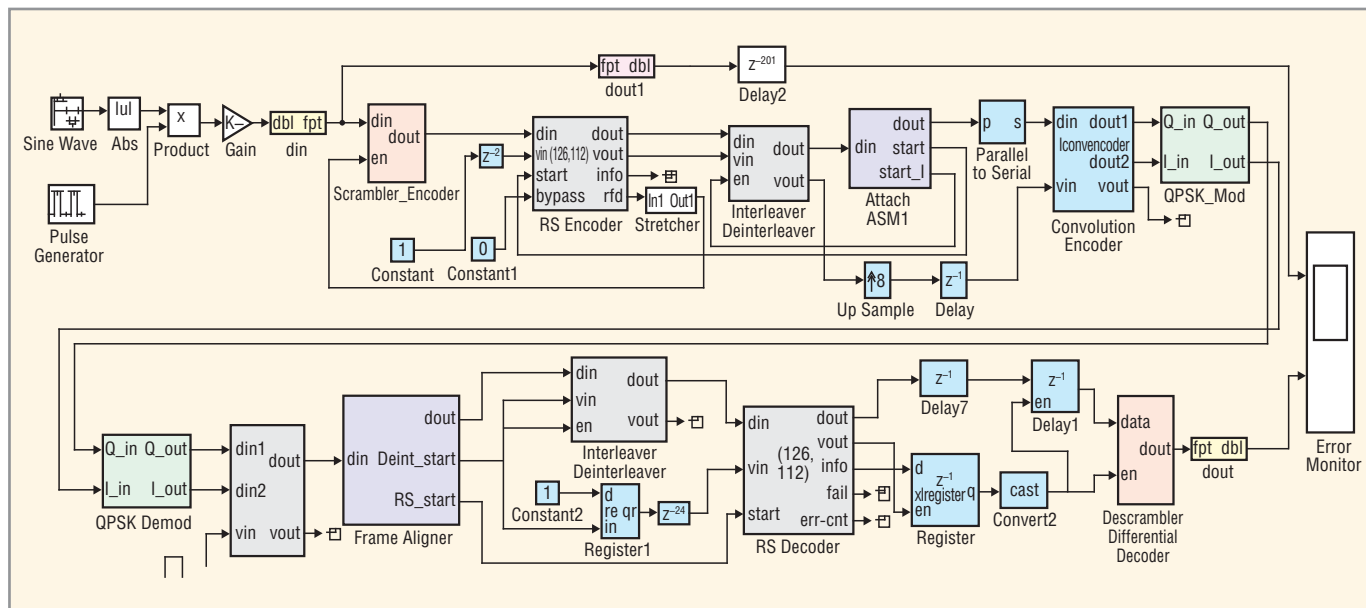 fpt dbl
dout1
z–201
Delay2
Sine Wave
|u|
Abs
x
Product
K–
Gain
dbl fpt
din
Pulse
Generator
din
dout
en
Scrambler_Encoder
z–2
1
Constant
0
Constant1
din dout
vin (126,112) vout
start info
bypass rfd
RS Encoder
In1 Out1
Stretcher
din
vin dout
en
vout
Interleaver
Deinterleaver
dout
din start
start_I
Attach
ASM1
p s
Parallel
to Serial
8
Up Sample
z–1
Delay
din dout1
lconvencoder
dout2
vin vout
Convolution
Encoder
Q_in Q_out
I_in I_out
QPSK_Mod
Error
Monitor
Q_in Q_out
I_in I_out
QPSK Demod
din1
dout
din2
vin vout
dout
din Deint_start
RS_start
Frame Aligner
din
dout
vin
en vout
Interleaver
Deinterleaver
1
Constant2
d
re qr
in
Register1
z–24
din dout
vout
vin (126,
112) info
fail
start err-cnt
RS Decoder
z–1
Delay7
d z–1
xlregister q
en
Register
cast
Convert2
z–1
en
Delay1
data
dout
en
Descrambler
Differential
Decoder
fpt dbl
dout